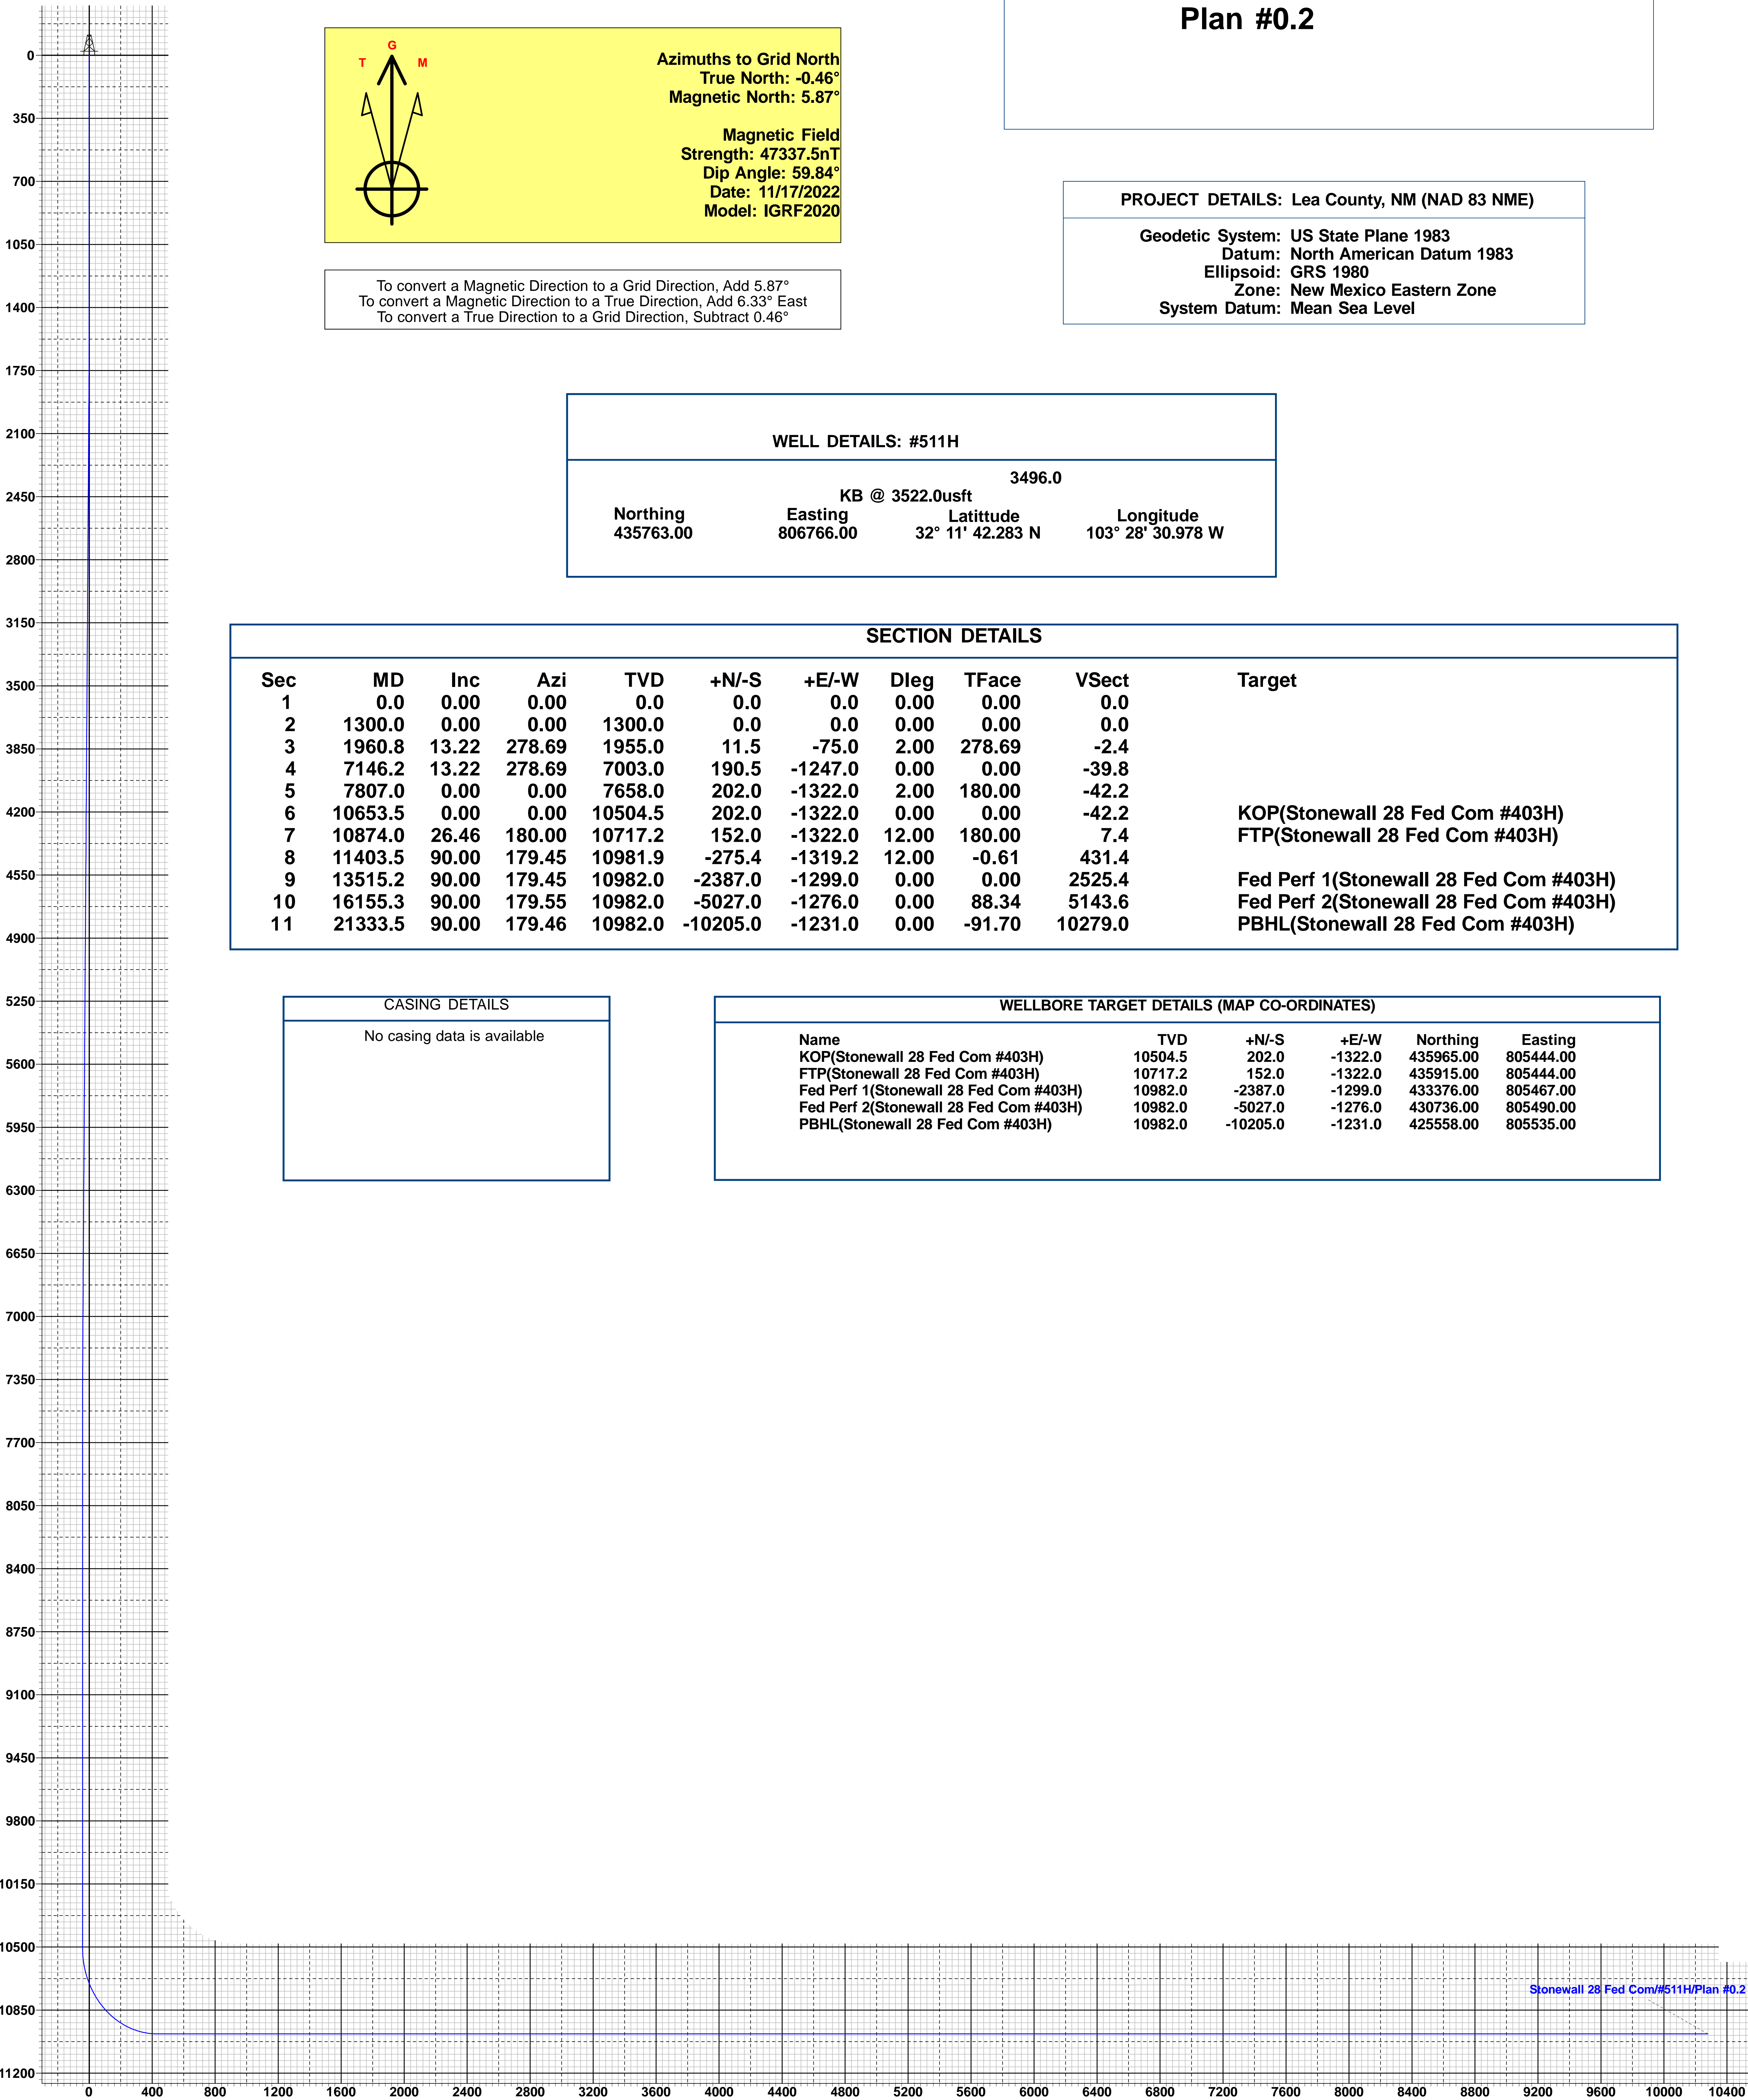 Plan #0.2
G
T M
Azimuths to Grid North
True North: -0.46°
Magnetic North: 5.87°
Magnetic Field
Strength: 47337.5nT
Dip Angle: 59.84°
Date: 11/17/2022
Model: IGRF2020
To convert a Magnetic Direction to a Grid Direction, Add 5.87°
To convert a Magnetic Direction to a True Direction, Add 6.33° East
To convert a True Direction to a Grid Direction, Subtract 0.46°
PROJECT DETAILS: Lea County, NM (NAD 83 NME)
Geodetic System: US State Plane 1983
Datum: North American Datum 1983
Ellipsoid: GRS 1980
Zone: New Mexico Eastern Zone
System Datum: Mean Sea Level
WELL DETAILS: #511H
3496.0
KB @ 3522.0usft
Northing Easting Latittude Longitude
435763.00 806766.00 32° 11' 42.283 N 103° 28' 30.978 W
SECTION DETAILS
Sec MD Inc Azi TVD +N/-S +E/-W Dleg TFace VSect Target
1 0.0 0.00 0.00 0.0 0.0 0.0 0.00 0.00 0.0
2 1300.0 0.00 0.00 1300.0 0.0 0.0 0.00 0.00 0.0
3 1960.8 13.22 278.69 1955.0 11.5 -75.0 2.00 278.69 -2.4
4 7146.2 13.22 278.69 7003.0 190.5 -1247.0 0.00 0.00 -39.8
5 7807.0 0.00 0.00 7658.0 202.0 -1322.0 2.00 180.00 -42.2
6 10653.5 0.00 0.00 10504.5 202.0 -1322.0 0.00 0.00 -42.2 KOP(Stonewall 28 Fed Com #403H)
7 10874.0 26.46 180.00 10717.2 152.0 -1322.0 12.00 180.00 7.4 FTP(Stonewall 28 Fed Com #403H)
8 11403.5 90.00 179.45 10981.9 -275.4 -1319.2 12.00 -0.61 431.4
9 13515.2 90.00 179.45 10982.0 -2387.0 -1299.0 0.00 0.00 2525.4 Fed Perf 1(Stonewall 28 Fed Com #403H)
10 16155.3 90.00 179.55 10982.0 -5027.0 -1276.0 0.00 88.34 5143.6 Fed Perf 2(Stonewall 28 Fed Com #403H)
11 21333.5 90.00 179.46 10982.0 -10205.0 -1231.0 0.00 -91.70 10279.0 PBHL(Stonewall 28 Fed Com #403H)
CASING DETAILS
No casing data is available
WELLBORE TARGET DETAILS (MAP CO-ORDINATES)
Name TVD +N/-S +E/-W Northing Easting
KOP(Stonewall 28 Fed Com #403H) 10504.5 202.0 -1322.0 435965.00 805444.00
FTP(Stonewall 28 Fed Com #403H) 10717.2 152.0 -1322.0 435915.00 805444.00
Fed Perf 1(Stonewall 28 Fed Com #403H) 10982.0 -2387.0 -1299.0 433376.00 805467.00
Fed Perf 2(Stonewall 28 Fed Com #403H) 10982.0 -5027.0 -1276.0 430736.00 805490.00
PBHL(Stonewall 28 Fed Com #403H) 10982.0 -10205.0 -1231.0 425558.00 805535.00
0
350
700
1050
1400
1750
2100
2450
2800
3150
3500
3850
4200
4550
4900
5250
5600
5950
6300
6650
7000
7350
7700
8050
8400
8750
9100
9450
9800
10150
10500
10850
11200
Stonewall 28 Fed Com/#511H/Plan #0.2
0 400 800 1200 1600 2000 2400 2800 3200 3600 4000 4400 4800 5200 5600 6000 6400 6800 7200 7600 8000 8400 8800 9200 9600 10000 10400